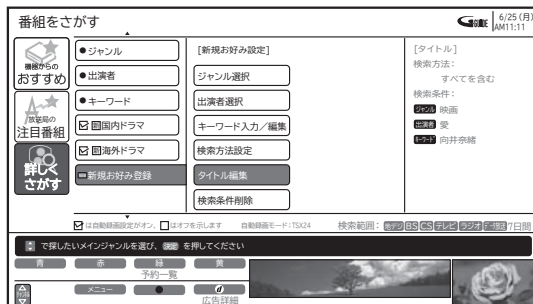 番組をさがす
Gガイド 6/25 (月)
AM11:11
機器からの
おすすめ
放送局の
注目番組
詳しく
さがす
●ジャンル
●出演者
●キーワード
国内ドラマ
海外ドラマ
新規お好み登録
[新規お好み設定]
ジャンル選択
出演者選択
キーワード入力／編集
検索方法設定
タイトル編集
検索条件削除
[タイトル]
検索方法：
すべてを含む
検索条件：
ジャンル 映画
出演者 愛
キーワード 向井奈緒
は自動録画設定がオン、 はオフを示します 自動録画モード：TSX24 検索範囲： 地デジ BS CS テレビ ラジオ データ放送 7日間
で探したいメインジャンルを選び、 決定 を押してください
青 赤 緑 黄
予約一覧
チャンネル メニュー ● d
広告詳細